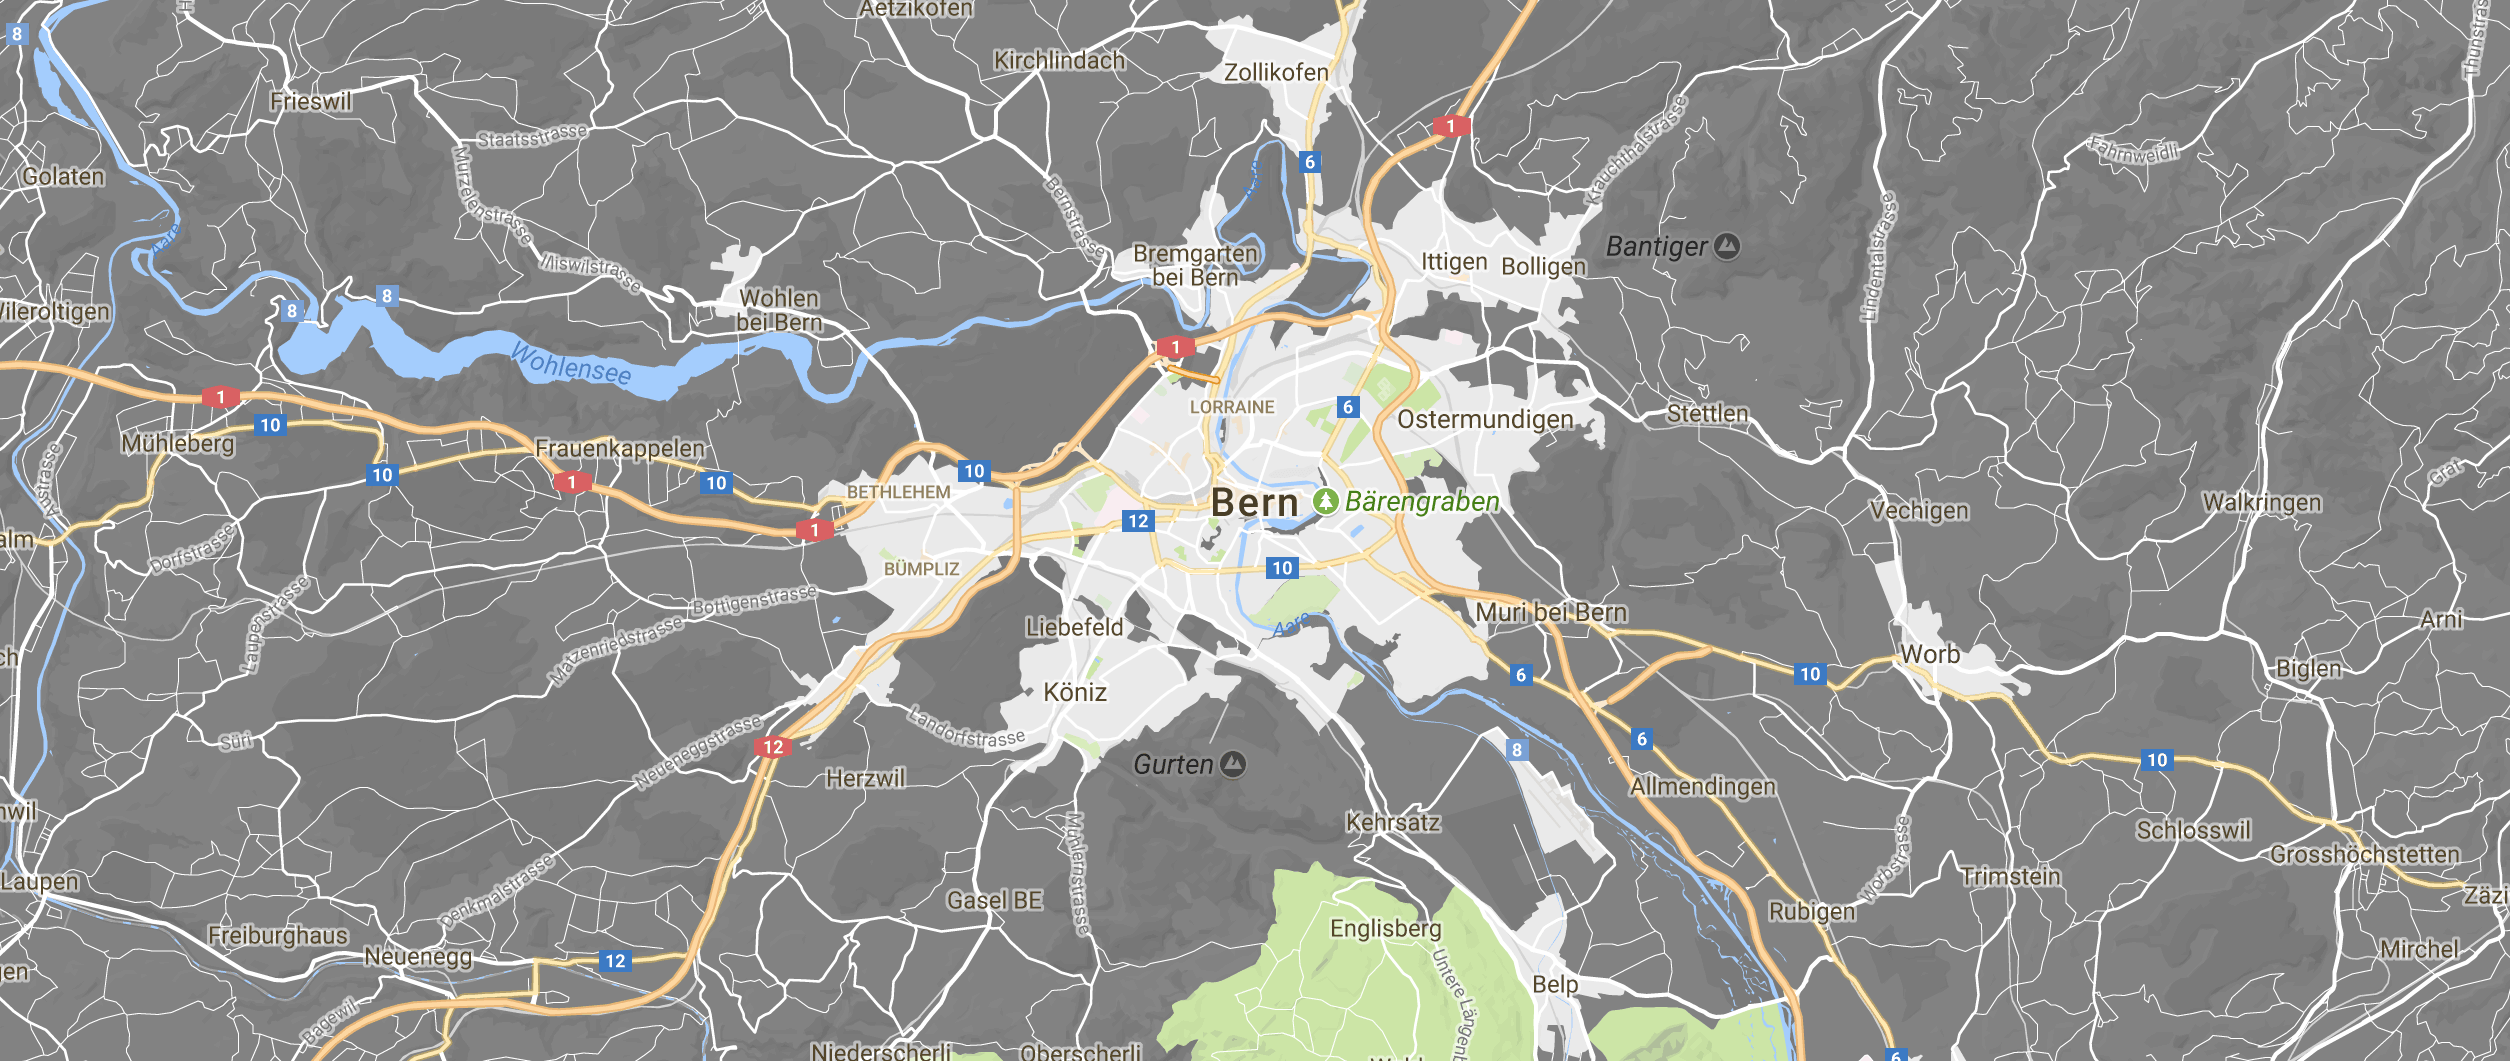 Aetzikofen
8
Kirchlindach
Zollikofen
Frieswil
1
Staatsstrasse
Krauchthalstrasse
Fahrnweidli
Golaten
Murzelenstrasse
6
Aare
Bernstrasse
Lindentalstrasse
Aare
Illiswilstrasse
Bremgarten
bei Bern
Ittigen
Bolligen
Bantiger
8
8
Wohlen
bei Bern
Wileroltigen
Wohlensee
1
1
10
LORRAINE
6
Ostermundigen
Stettlen
Mühleberg
Frauenkappelen
10
1
10
10
BETHLEHEM
Bern
Bärengraben
12
1
Vechigen
Walkringen
Grat
Dorfstrasse
BÜMPLIZ
10
Bottigenstrasse
Laupenstrasse
Matzenriedstrasse
Liebefeld
Aare
Muri bei Bern
Arni
Worb
Biglen
6
10
Köniz
Süri
Neueneggstrasse
Landorfstrasse
12
Herzwil
Gurten
8
6
10
Allmendingen
Kehrsatz
Mühlenstrasse
Worbstrasse
Schlosswil
Grosshöchstetten
Laupen
Denkmalstrasse
Gasel BE
Trimstein
Rubigen
Englisberg
Freiburghaus
Neuenegg
12
Mirchel
Belp
Bagewil
Niederscherli
Oberscherli
6